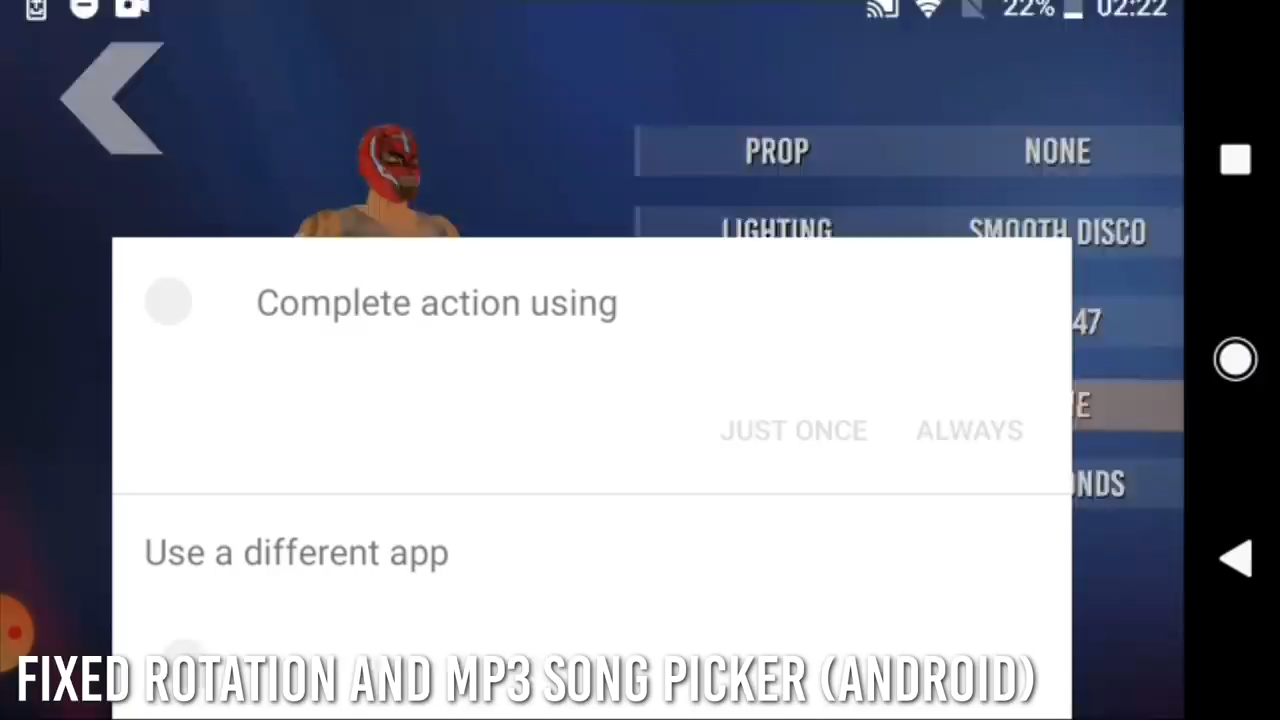 22% 02:22
PROP NONE
LIGHTING SMOOTH DISCO
Complete action using
47
JUST ONCE ALWAYS
Use a different app
FIXED ROTATION AND MP3 SONG PICKER (ANDROID)